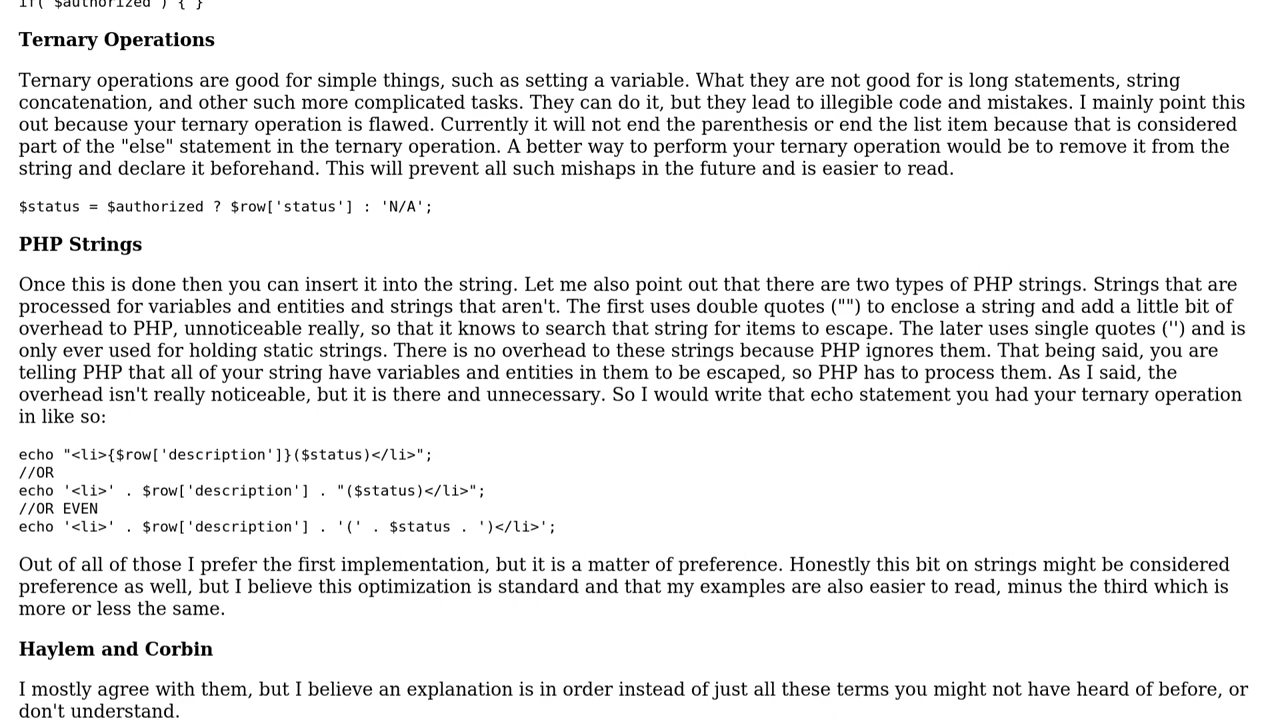 if( $authorized ) { }
Ternary Operations
Ternary operations are good for simple things, such as setting a variable. What they are not good for is long statements, string
concatenation, and other such more complicated tasks. They can do it, but they lead to illegible code and mistakes. I mainly point this
out because your ternary operation is flawed. Currently it will not end the parenthesis or end the list item because that is considered
part of the "else" statement in the ternary operation. A better way to perform your ternary operation would be to remove it from the
string and declare it beforehand. This will prevent all such mishaps in the future and is easier to read.
$status = $authorized ? $row['status'] : 'N/A';
PHP Strings
Once this is done then you can insert it into the string. Let me also point out that there are two types of PHP strings. Strings that are
processed for variables and entities and strings that aren't. The first uses double quotes ("") to enclose a string and add a little bit of
overhead to PHP, unnoticeable really, so that it knows to search that string for items to escape. The later uses single quotes ('') and is
only ever used for holding static strings. There is no overhead to these strings because PHP ignores them. That being said, you are
telling PHP that all of your string have variables and entities in them to be escaped, so PHP has to process them. As I said, the
overhead isn't really noticeable, but it is there and unnecessary. So I would write that echo statement you had your ternary operation
in like so:
echo "<li>{$row['description']}($status)</li>";
//OR
echo '<li>' . $row['description'] . "($status)</li>";
//OR EVEN
echo '<li>' . $row['description'] . '(' . $status . ')</li>';
Out of all of those I prefer the first implementation, but it is a matter of preference. Honestly this bit on strings might be considered
preference as well, but I believe this optimization is standard and that my examples are also easier to read, minus the third which is
more or less the same.
Haylem and Corbin
I mostly agree with them, but I believe an explanation is in order instead of just all these terms you might not have heard of before, or
don't understand.